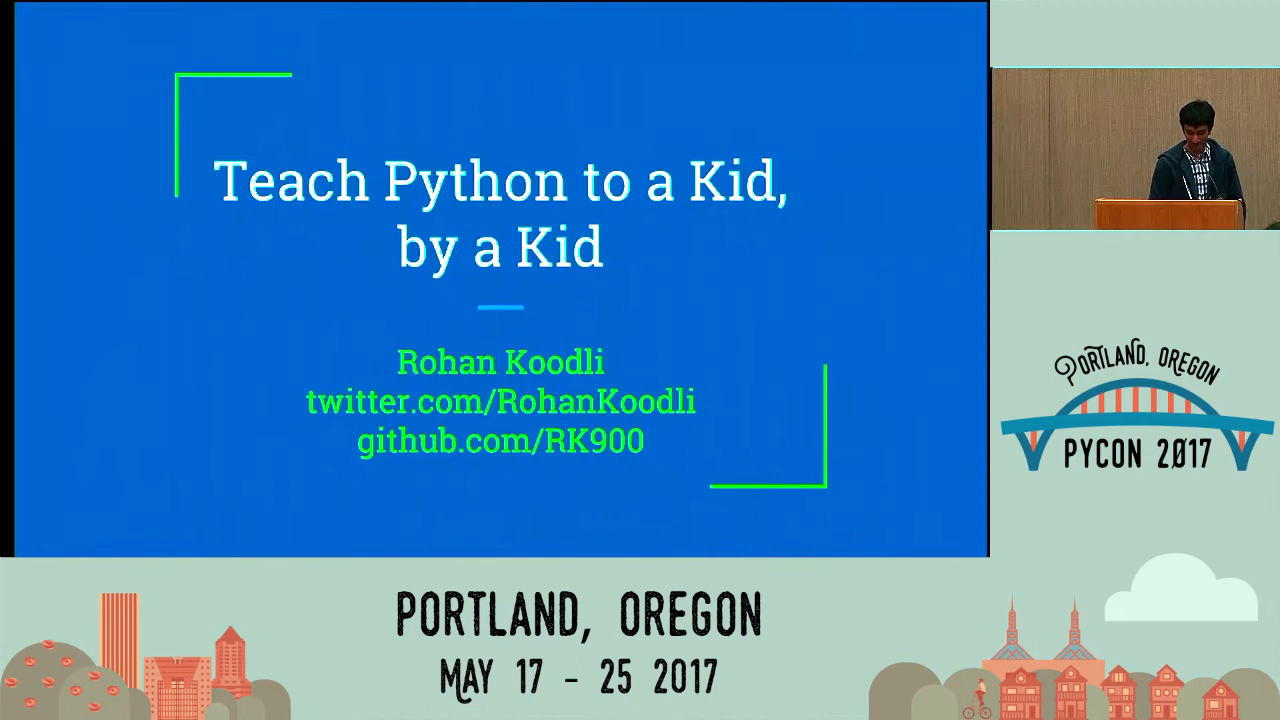 Teach Python to a Kid,
by a Kid
Rohan Koodli
twitter.com/RohanKoodli
github.com/RK900
PORTLAND, OREGON
PYCON 2017
PORTLAND, OREGON
MAY 17 - 25 2017